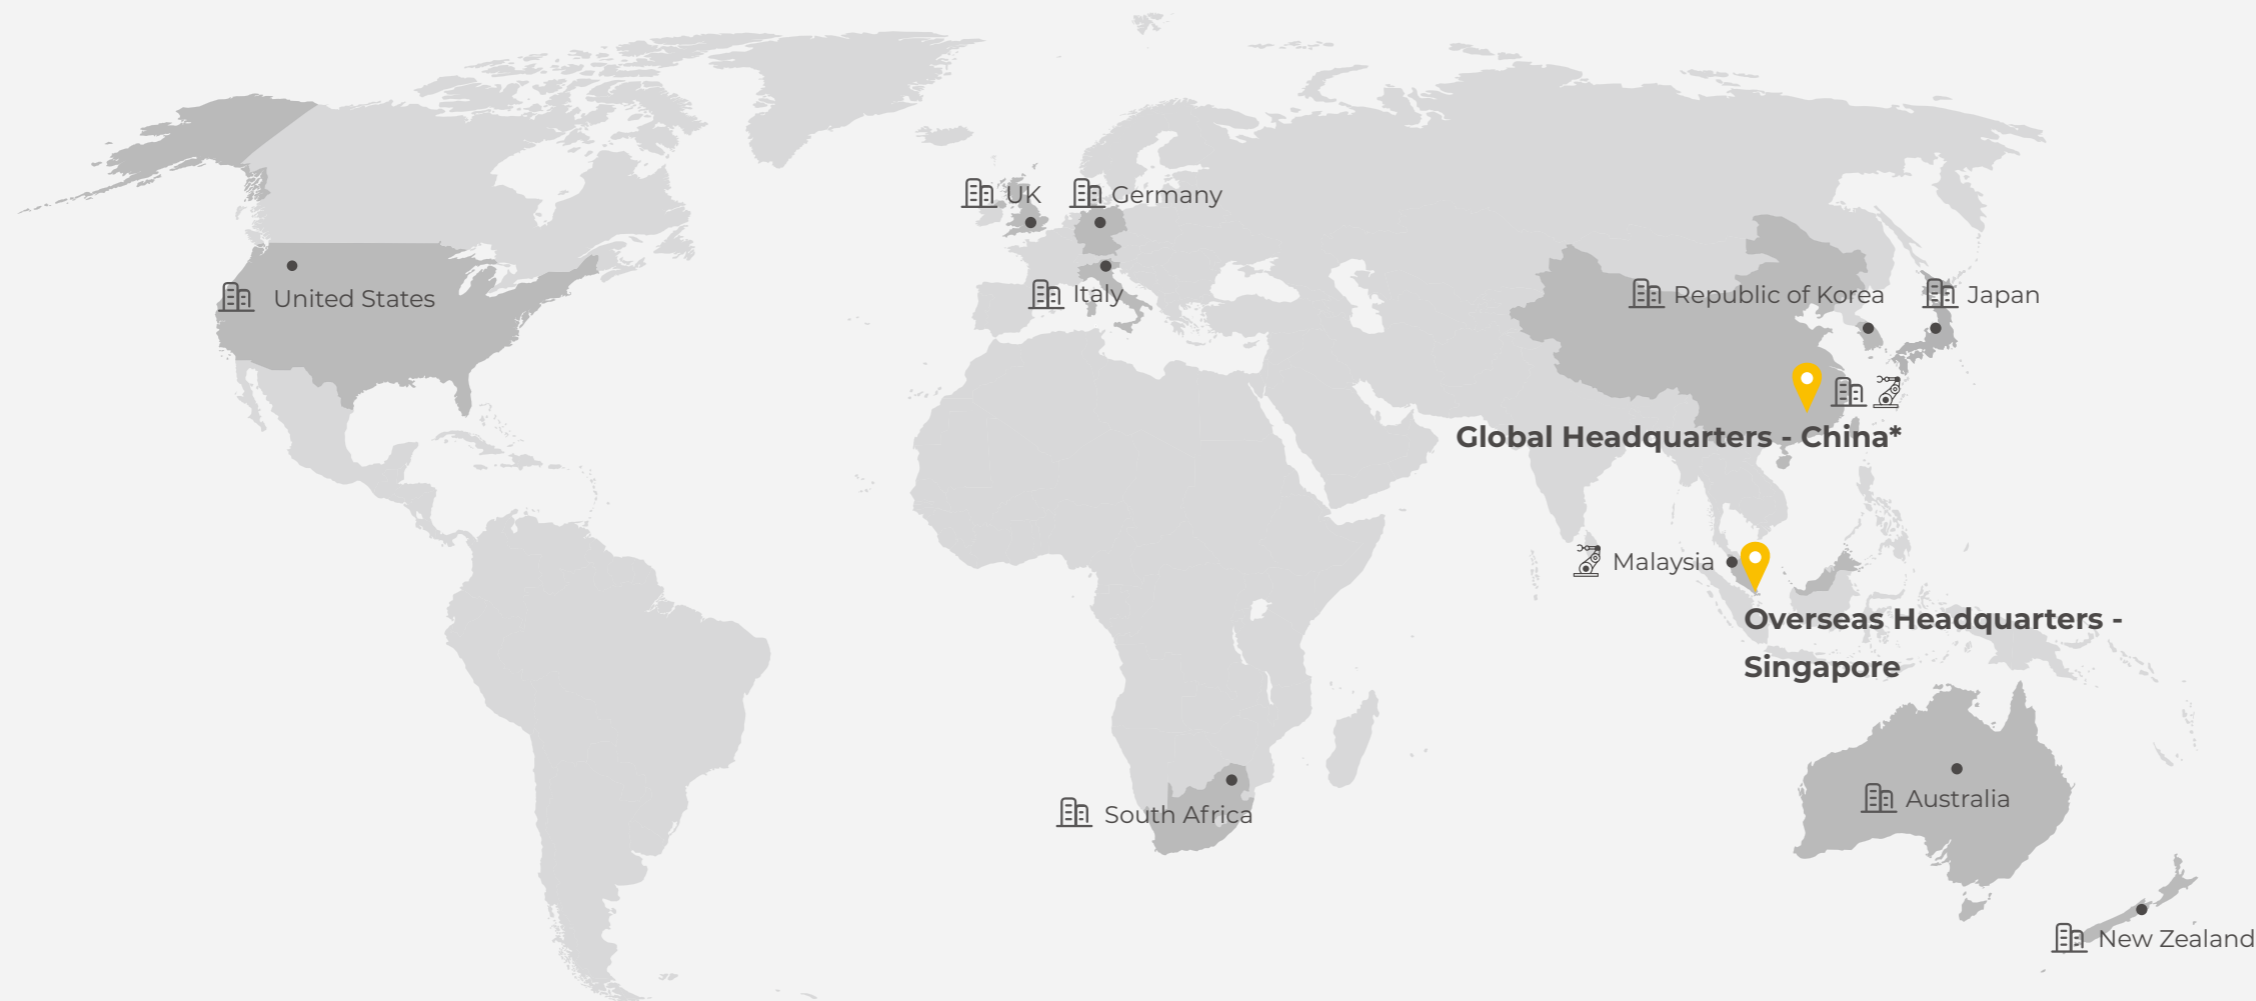 UK
Germany
United States
Italy
Republic of Korea
Japan
Global Headquarters - China*
Malaysia
Overseas Headquarters -
Singapore
South Africa
Australia
New Zealand